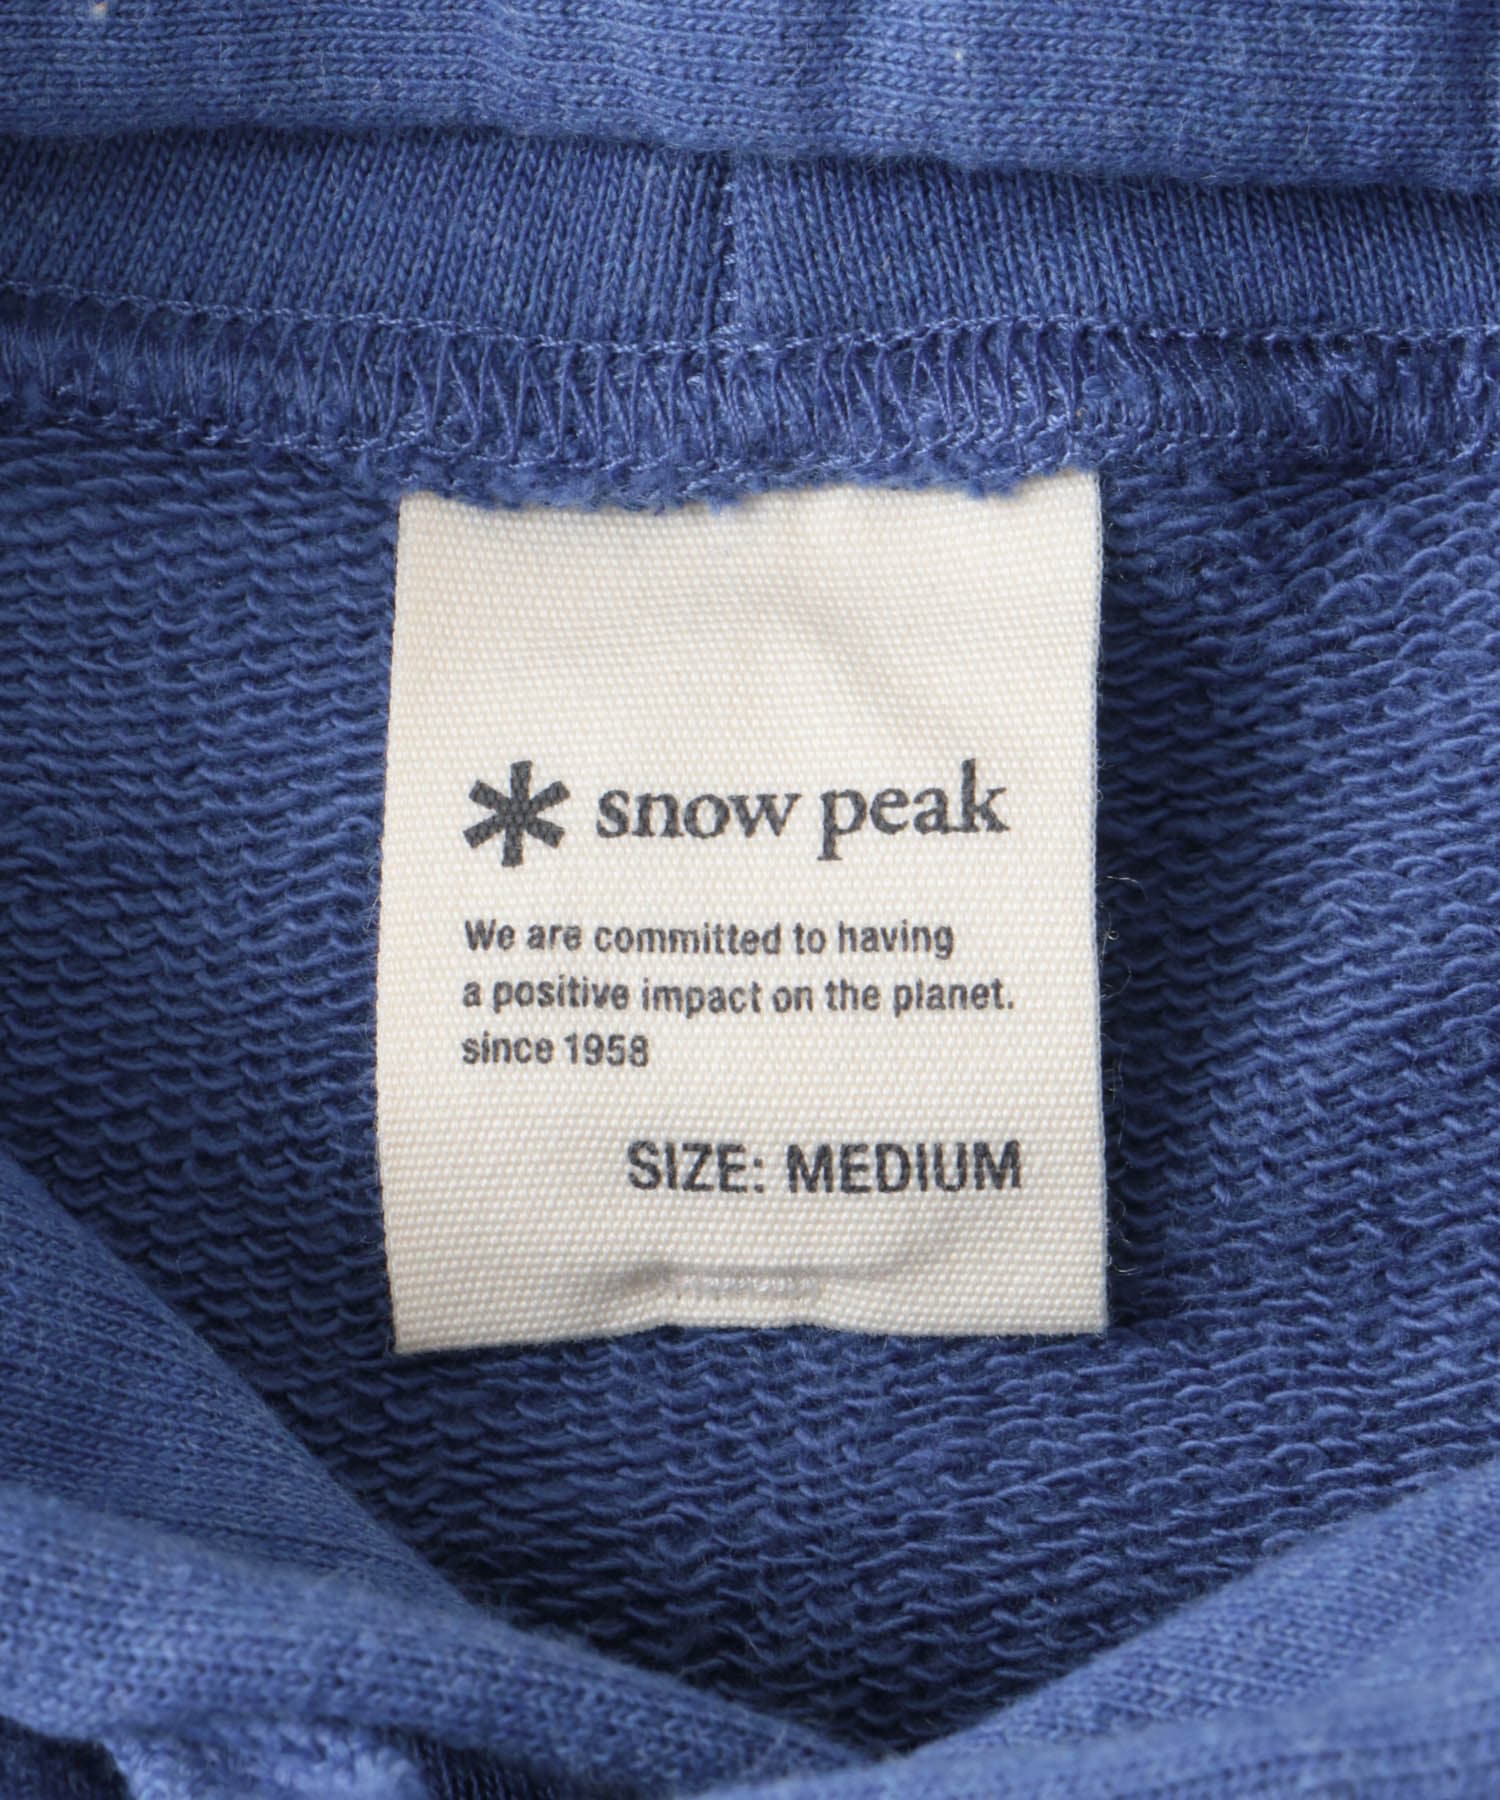 snow peak
We are committed to having
a positive impact on the planet.
since 1958
SIZE: MEDIUM